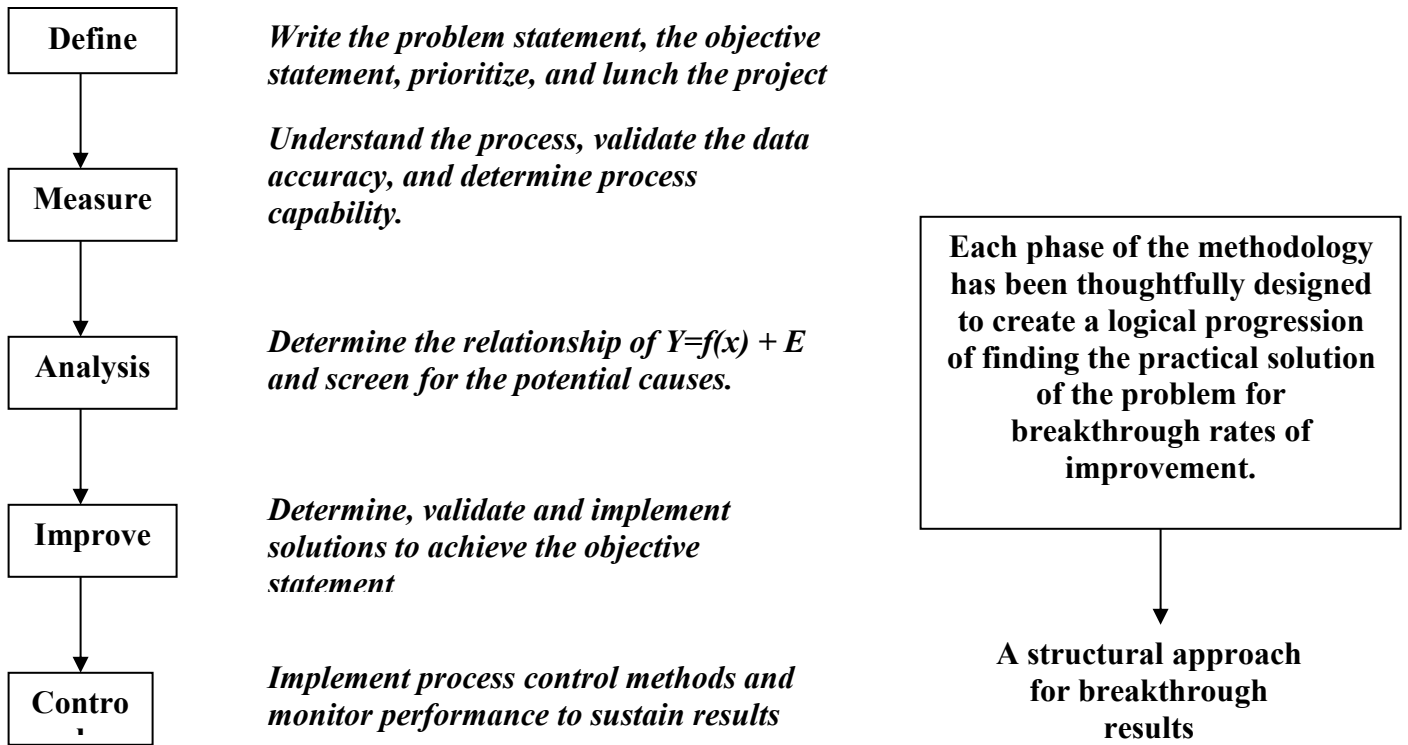 Define
Write the problem statement, the objective
statement, prioritize, and lunch the project
Understand the process, validate the data
accuracy, and determine process
capability.
Measure
Analysis
Determine the relationship of Y=f(x) + E
and screen for the potential causes.
Improve
Determine, validate and implement
solutions to achieve the objective
statement
Contro
l
Implement process control methods and
monitor performance to sustain results
Each phase of the methodology
has been thoughtfully designed
to create a logical progression
of finding the practical solution
of the problem for
breakthrough rates of
improvement.
A structural approach
for breakthrough
results